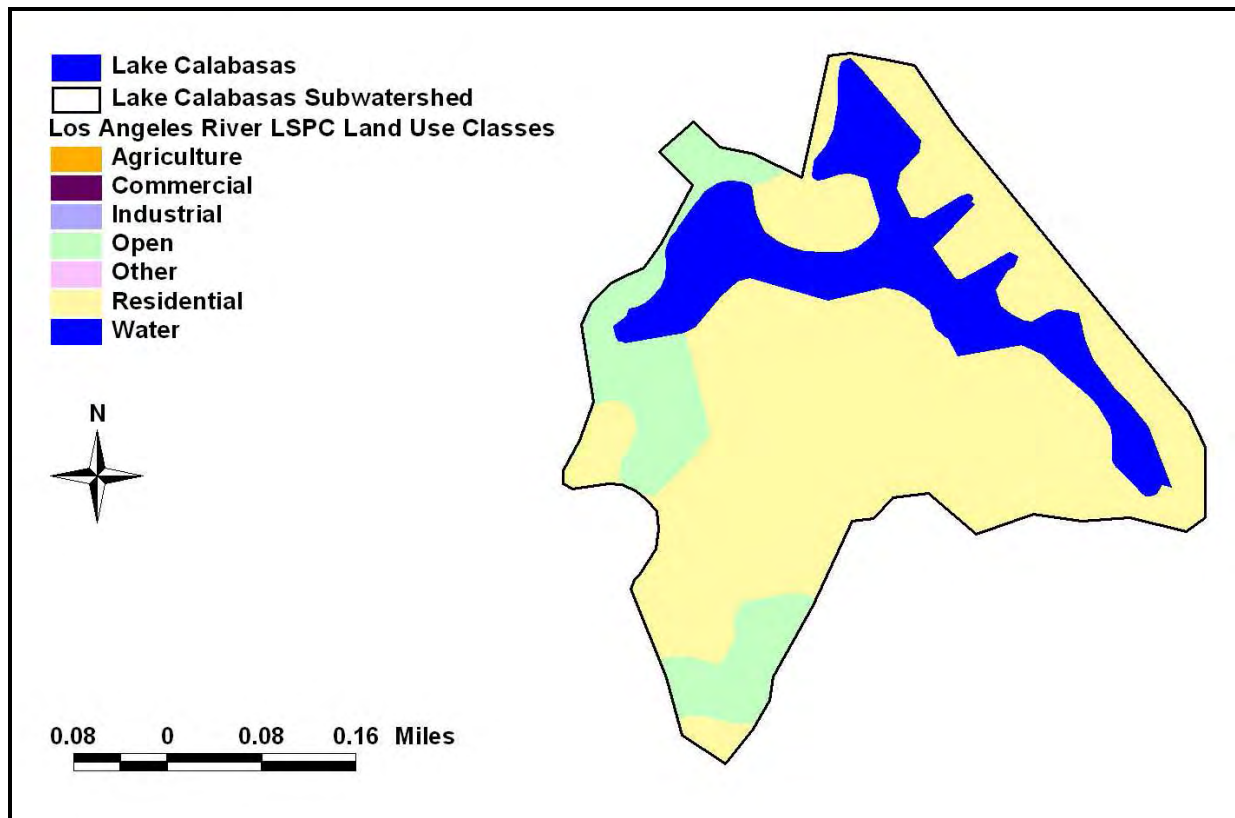 Lake Calabasas
Lake Calabasas Subwatershed
Los Angeles River LSPC Land Use Classes
Agriculture
Commercial
Industrial
Open
Other
Residential
Water
N
0.08 0 0.08 0.16 Miles